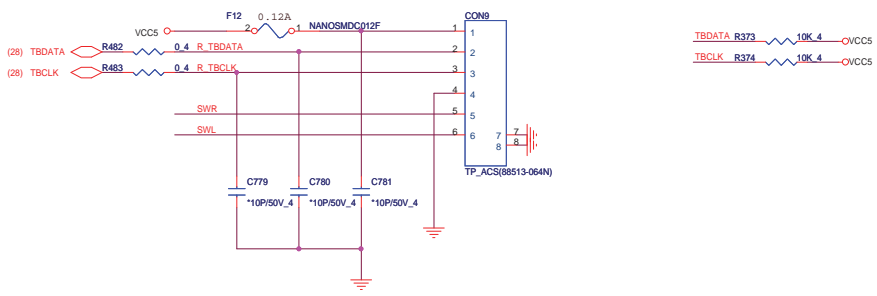 CON9
F12 0.12A
VCC5 2 1 NANOSMDC012F 1 1
(28) TBDATA R482 0_4 R_TBDATA 2 2
(28) TBCLK R483 0_4 R_TBCLK 3 3
4 4
SWR 5 5
SWL 6 6 7 7
8 8
TP_ACS(88513-064N)
TBDATA R373 10K_4 VCC5
TBCLK R374 10K_4 VCC5
C779 C780 C781
*10P/50V_4 *10P/50V_4 *10P/50V_4